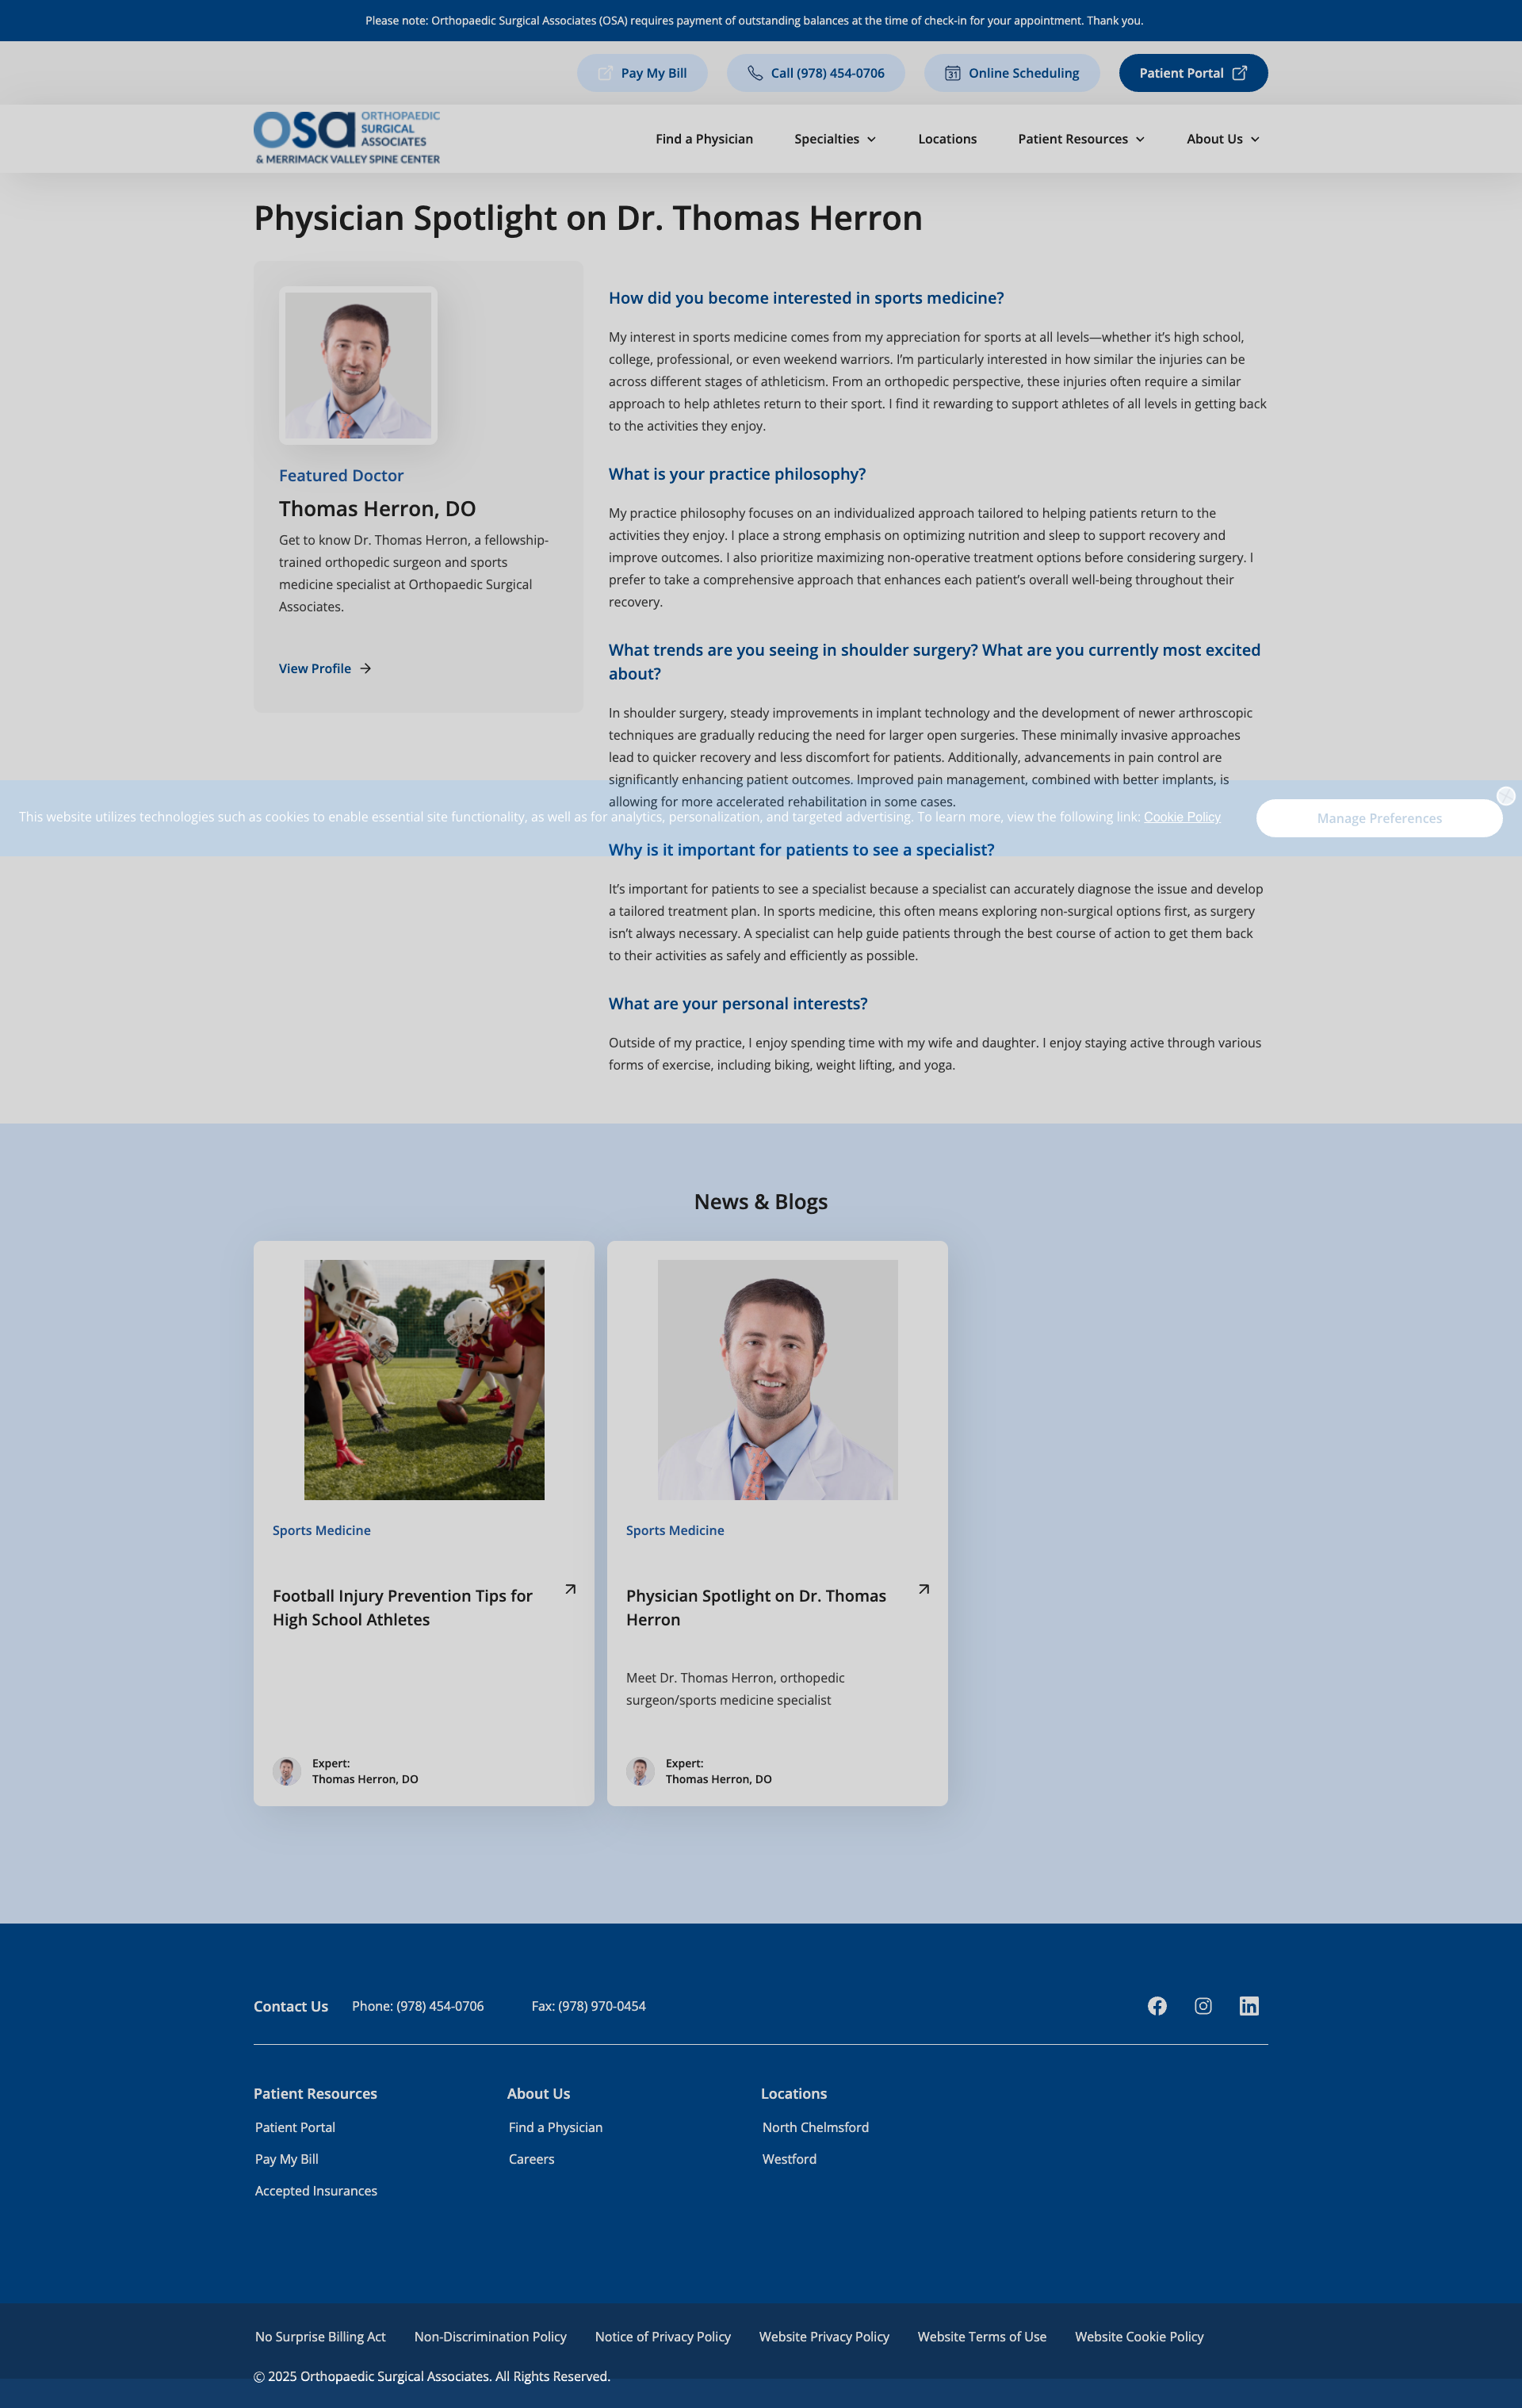 Please note: Orthopaedic Surgical Associates (OSA) requires payment of outstanding balances at the time of check-in for your appointment. Thank you.
Pay My Bill
Call (978) 454-0706
Online Scheduling
Patient Portal
osa ORTHOPAEDIC
SURGICAL
ASSOCIATES
& MERRIMACK VALLEY SPINE CENTER
Find a Physician
Specialties
Locations
Patient Resources
About Us
Physician Spotlight on Dr. Thomas Herron
Featured Doctor
Thomas Herron, DO
Get to know Dr. Thomas Herron, a fellowship-
trained orthopedic surgeon and sports
medicine specialist at Orthopaedic Surgical
Associates.
View Profile
How did you become interested in sports medicine?
My interest in sports medicine comes from my appreciation for sports at all levels—whether it’s high school,
college, professional, or even weekend warriors. I’m particularly interested in how similar the injuries can be
across different stages of athleticism. From an orthopedic perspective, these injuries often require a similar
approach to help athletes return to their sport. I find it rewarding to support athletes of all levels in getting back
to the activities they enjoy.
What is your practice philosophy?
My practice philosophy focuses on an individualized approach tailored to helping patients return to the
activities they enjoy. I place a strong emphasis on optimizing nutrition and sleep to support recovery and
improve outcomes. I also prioritize maximizing non-operative treatment options before considering surgery. I
prefer to take a comprehensive approach that enhances each patient’s overall well-being throughout their
recovery.
What trends are you seeing in shoulder surgery? What are you currently most excited
about?
In shoulder surgery, steady improvements in implant technology and the development of newer arthroscopic
techniques are gradually reducing the need for larger open surgeries. These minimally invasive approaches
lead to quicker recovery and less discomfort for patients. Additionally, advancements in pain control are
significantly enhancing patient outcomes. Improved pain management, combined with better implants, is
allowing for more accelerated rehabilitation in some cases.
This website utilizes technologies such as cookies to enable essential site functionality, as well as for analytics, personalization, and targeted advertising. To learn more, view the following link: Cookie Policy
Manage Preferences
Why is it important for patients to see a specialist?
It’s important for patients to see a specialist because a specialist can accurately diagnose the issue and develop
a tailored treatment plan. In sports medicine, this often means exploring non-surgical options first, as surgery
isn’t always necessary. A specialist can help guide patients through the best course of action to get them back
to their activities as safely and efficiently as possible.
What are your personal interests?
Outside of my practice, I enjoy spending time with my wife and daughter. I enjoy staying active through various
forms of exercise, including biking, weight lifting, and yoga.
News & Blogs
Sports Medicine
Football Injury Prevention Tips for
High School Athletes
Expert:
Thomas Herron, DO
Sports Medicine
Physician Spotlight on Dr. Thomas
Herron
Meet Dr. Thomas Herron, orthopedic
surgeon/sports medicine specialist
Expert:
Thomas Herron, DO
Contact Us
Phone: (978) 454-0706
Fax: (978) 970-0454
Patient Resources
Patient Portal
Pay My Bill
Accepted Insurances
About Us
Find a Physician
Careers
Locations
North Chelmsford
Westford
No Surprise Billing Act
Non-Discrimination Policy
Notice of Privacy Policy
Website Privacy Policy
Website Terms of Use
Website Cookie Policy
© 2025 Orthopaedic Surgical Associates. All Rights Reserved.